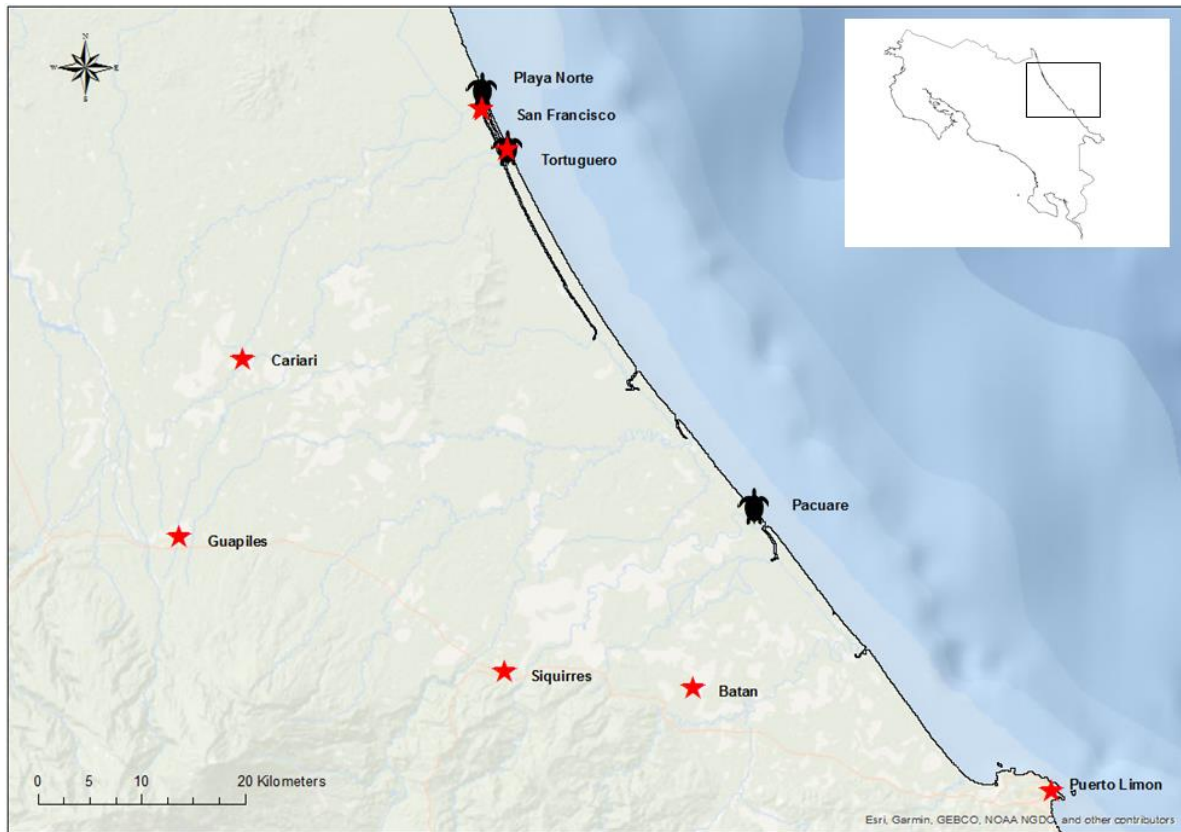 N
W E
S
Playa Norte
San Francisco
Tortuguero
Cariari
Pacuare
Guapiles
Siquirres
Batan
Puerto Limon
0 5 10 20 Kilometers
Esri, Garmin, GEBCO, NOAA NGDC, and other contributors